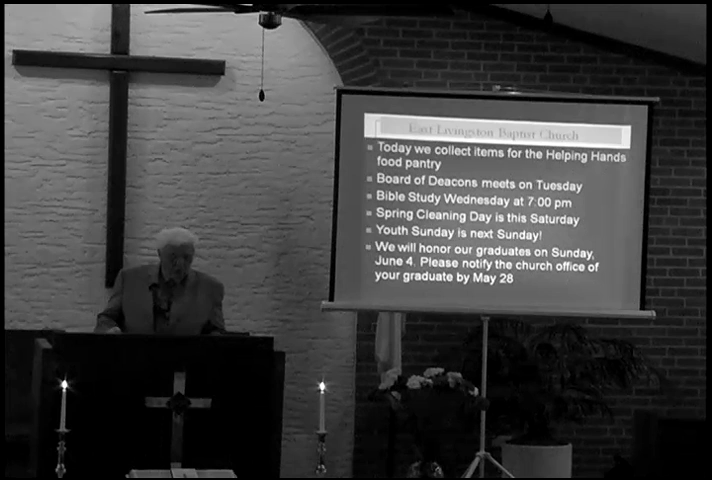 East Livingston Baptist Church
Today we collect items for the Helping Hands
food pantry
Board of Deacons meets on Tuesday
Bible Study Wednesday at 7:00 pm
Spring Cleaning Day is this Saturday
Youth Sunday is next Sunday!
We will honor our graduates on Sunday,
June 4. Please notify the church office of
your graduate by May 28